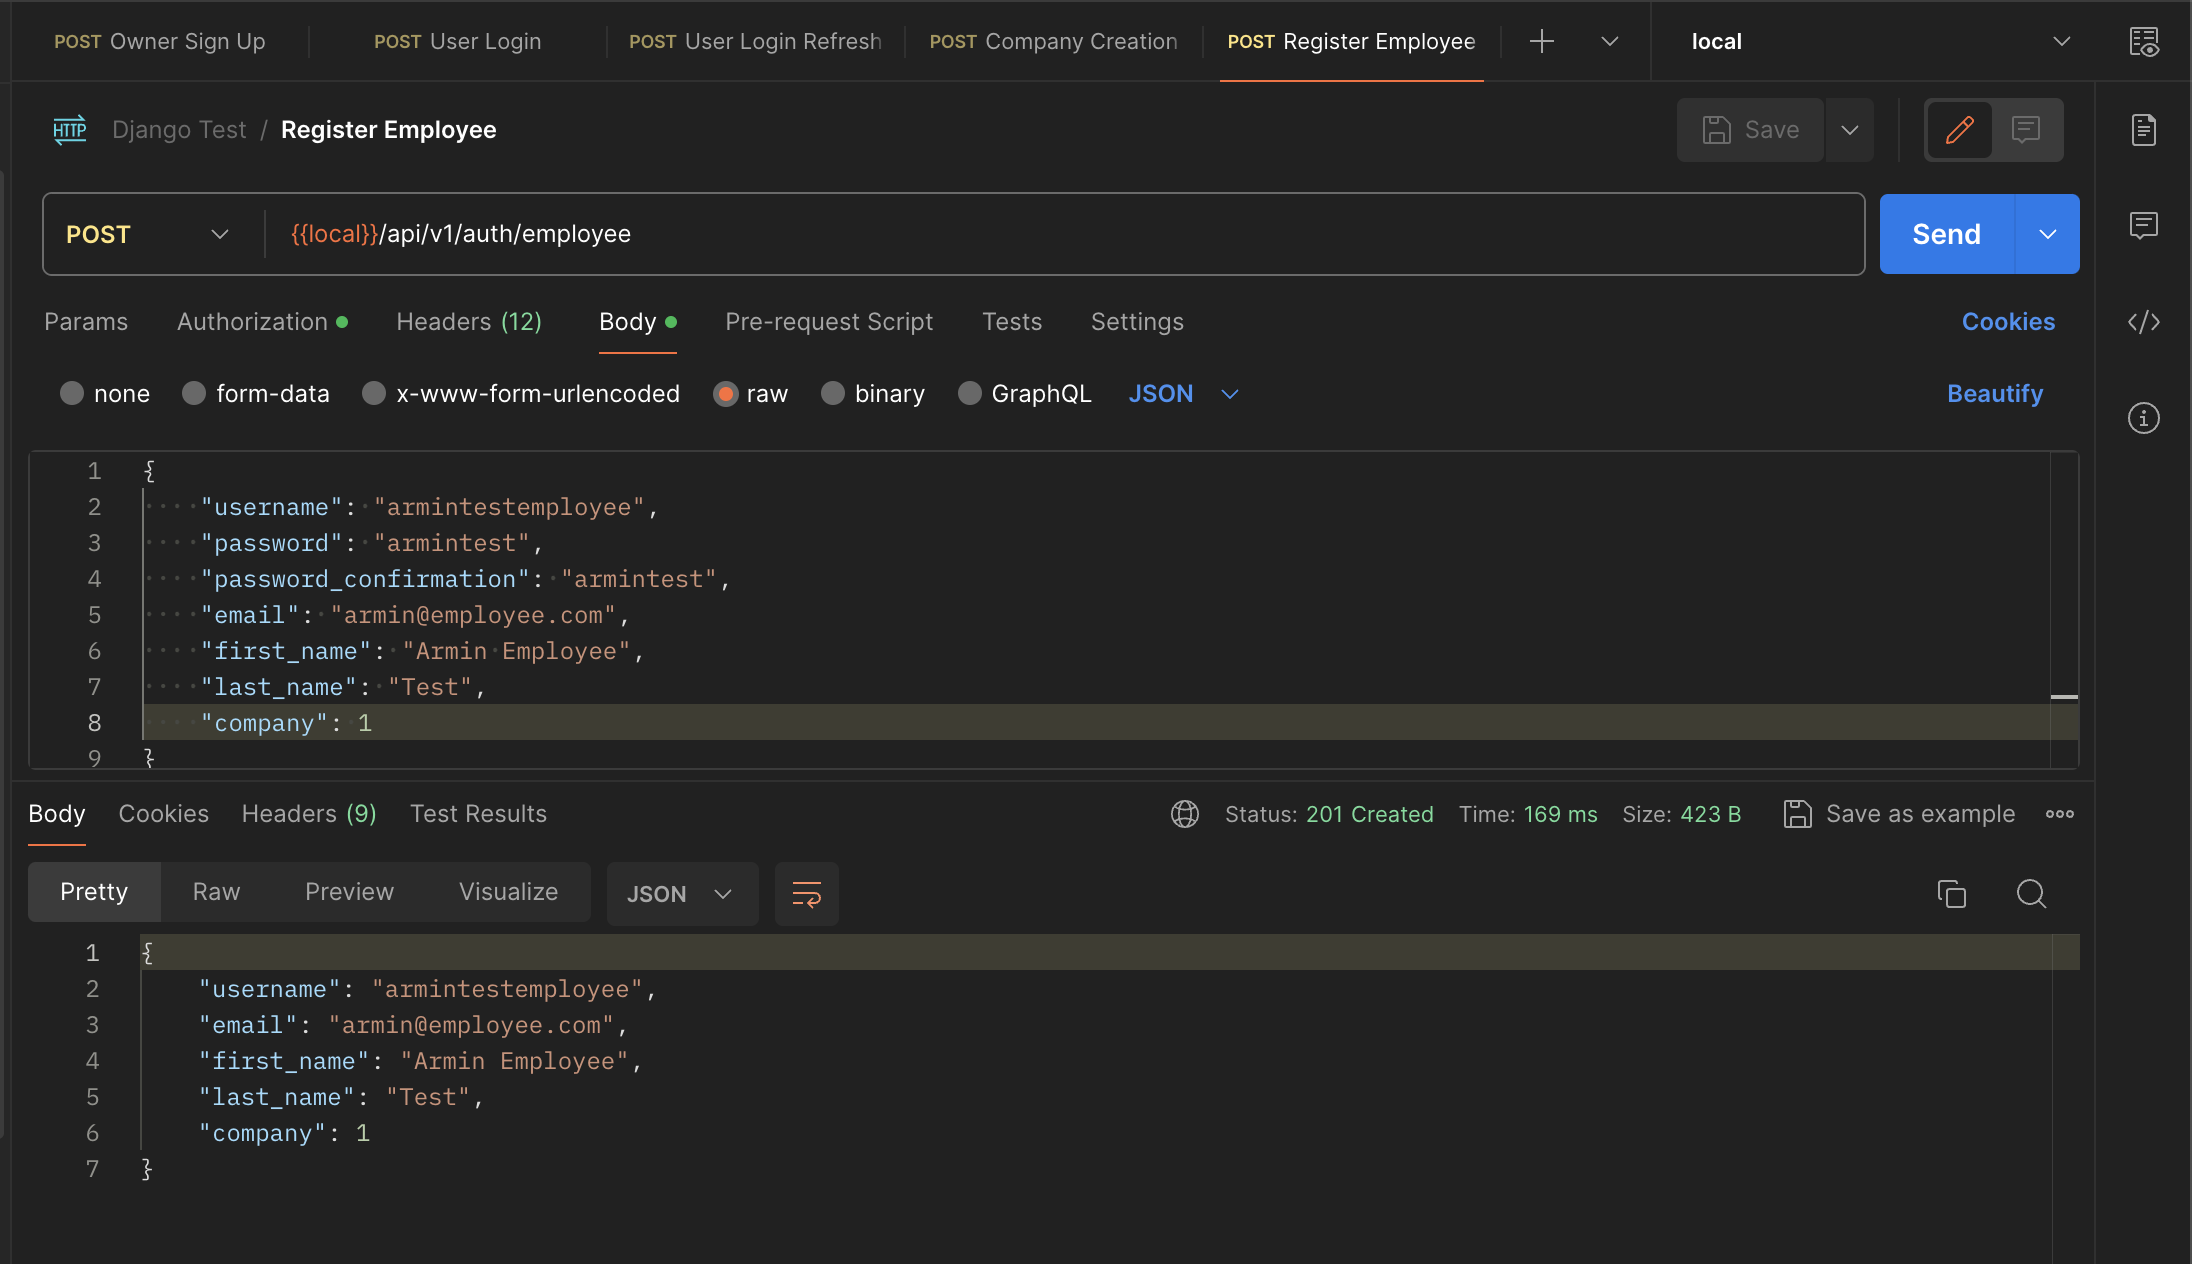 POST Owner Sign Up POST User Login POST User Login Refresh POST Company Creation POST Register Employee local
HTTP Django Test / Register Employee Save
POST {{local}}/api/v1/auth/employee Send
Params Authorization Headers (12) Body Pre-request Script Tests Settings Cookies
none form-data x-www-form-urlencoded raw binary GraphQL JSON Beautify
1 {
2 "username": "armintestemployee",
3 "password": "armintest",
4 "password_confirmation": "armintest",
5 "email": "armin@employee.com",
6 "first_name": "Armin Employee",
7 "last_name": "Test",
8 "company": 1
9 }
Body Cookies Headers (9) Test Results Status: 201 Created Time: 169 ms Size: 423 B Save as example
Pretty Raw Preview Visualize JSON
1 {
2 "username": "armintestemployee",
3 "email": "armin@employee.com",
4 "first_name": "Armin Employee",
5 "last_name": "Test",
6 "company": 1
7 }